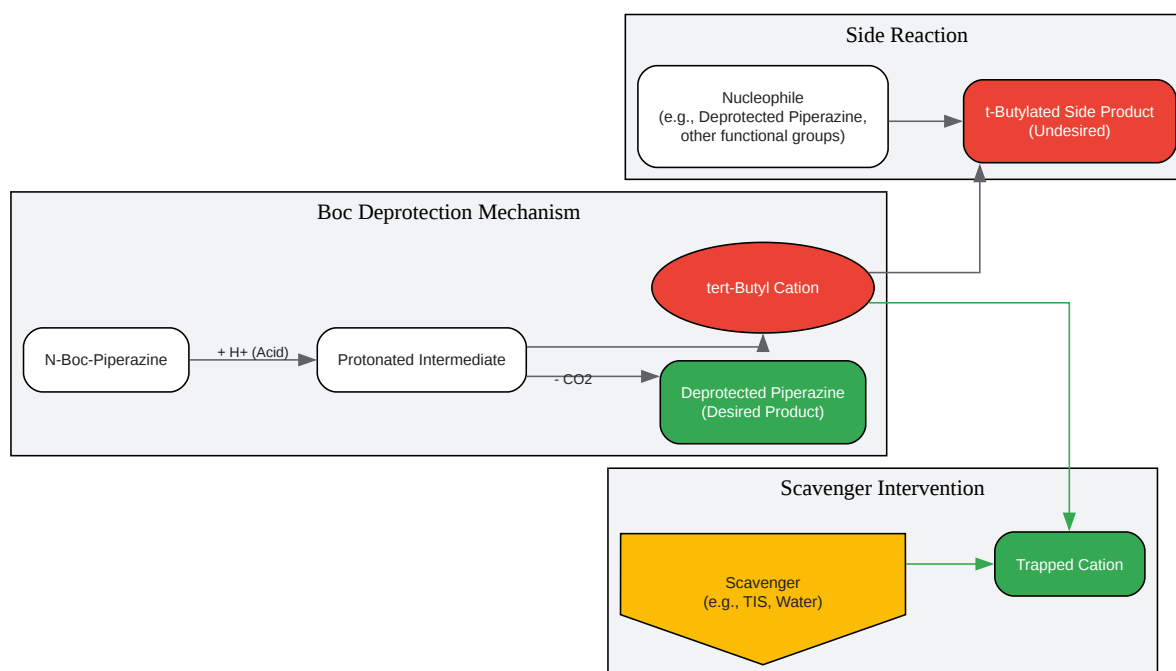 Side Reaction
Nucleophile
(e.g., Deprotected Piperazine,
other functional groups)
t-Butylated Side Product
(Undesired)
Boc Deprotection Mechanism
tert-Butyl Cation
N-Boc-Piperazine
+ H+ (Acid)
Protonated Intermediate
- CO2
Deprotected Piperazine
(Desired Product)
Scavenger Intervention
Scavenger
(e.g., TIS, Water)
Trapped Cation